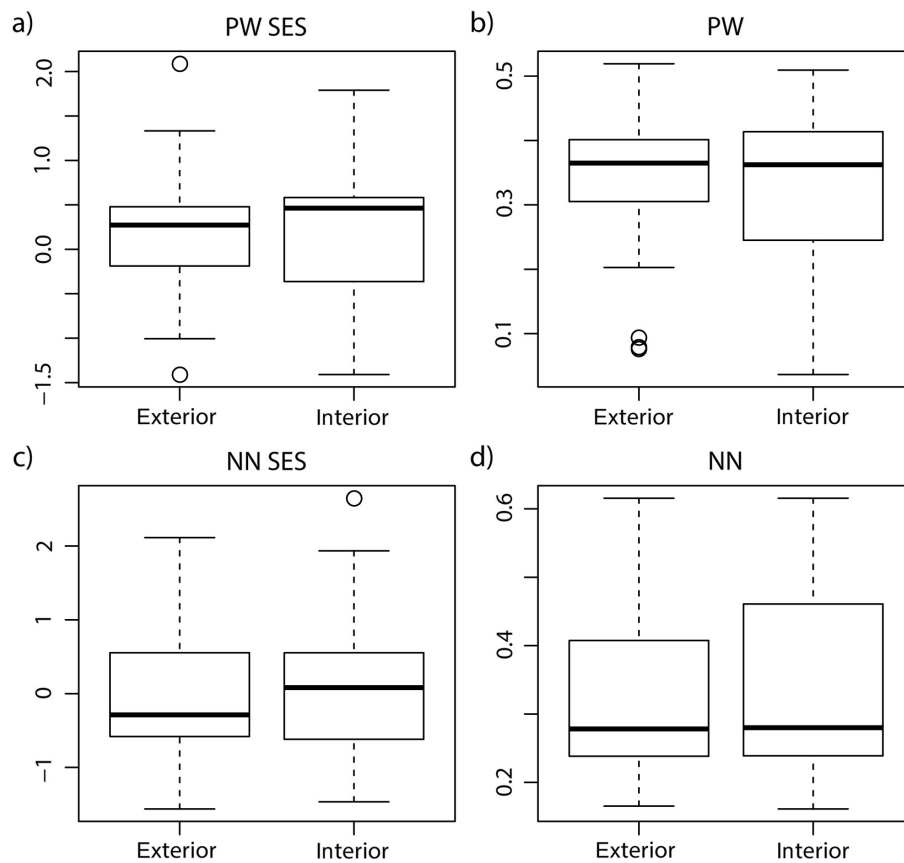 a) PW SES
2.0
1.0
0.0
−1.5
Exterior Interior
b) PW
0.5
0.3
0.1
Exterior Interior
c) NN SES
2
1
0
−1
Exterior Interior
d) NN
0.6
0.4
0.2
Exterior Interior